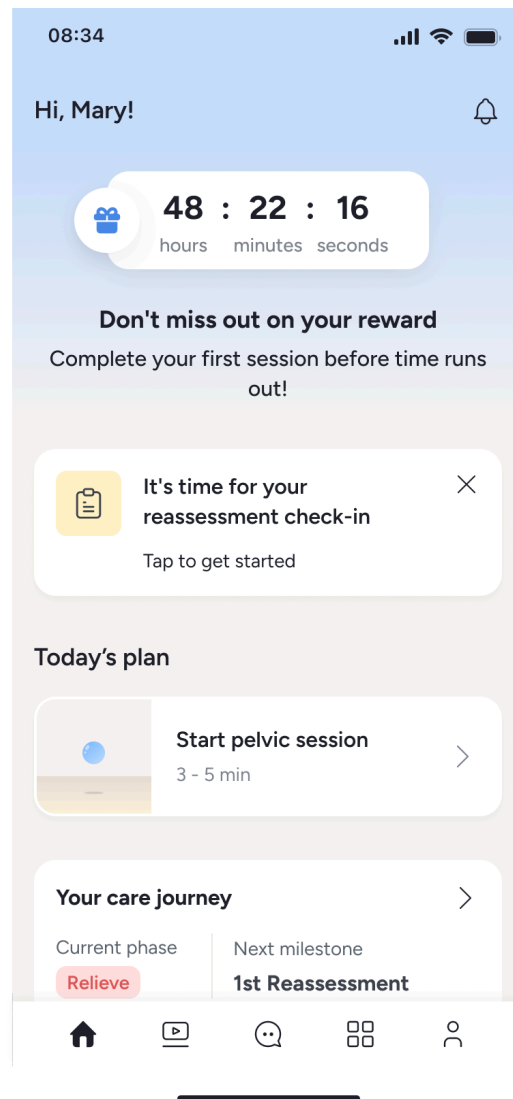 08:34
Hi, Mary!
48 : 22 : 16
hours minutes seconds
Don't miss out on your reward
Complete your first session before time runs
out!
It's time for your
reassessment check-in
Tap to get started
Today’s plan
Start pelvic session
3 - 5 min
Your care journey
Current phase
Relieve
Next milestone
1st Reassessment